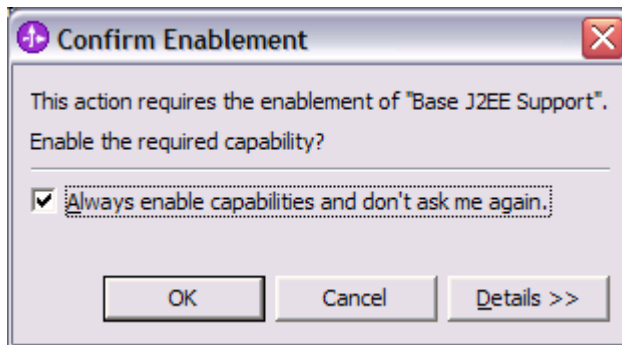 Confirm Enablement
This action requires the enablement of "Base J2EE Support".
Enable the required capability?
Always enable capabilities and don't ask me again.
OK Cancel Details >>